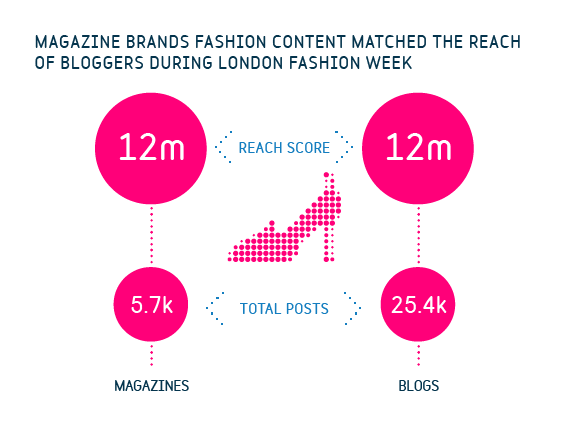 MAGAZINE BRANDS FASHION CONTENT MATCHED THE REACH
OF BLOGGERS DURING LONDON FASHION WEEK
12m
REACH SCORE
12m
5.7k
TOTAL POSTS
25.4k
MAGAZINES
BLOGS